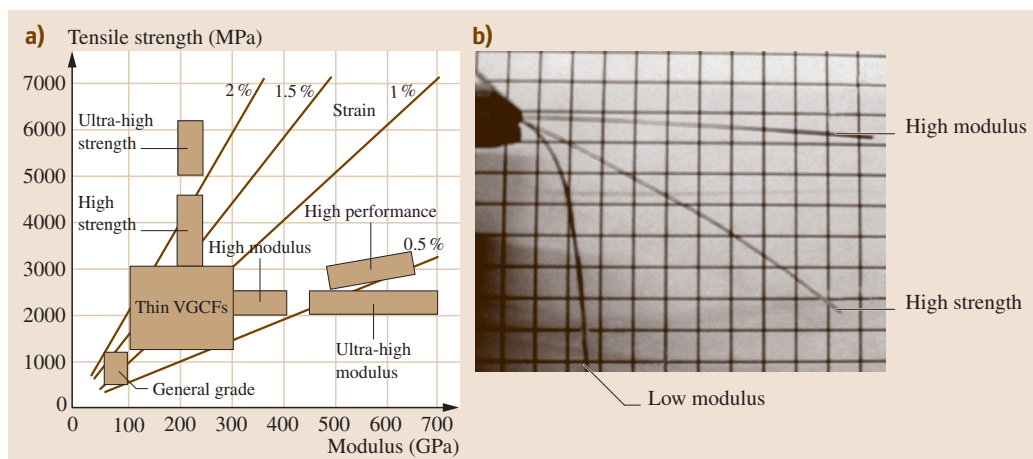 a) Tensile strength (MPa)
7000
6000
5000
4000
3000
2000
1000
0
0
100 200 300 400 500 600 700
Modulus (GPa)
2 %
1.5 %
1 %
Strain
Ultra-high
strength
High
strength
High modulus
High performance
0.5 %
Thin VGCFs
Ultra-high
modulus
General grade
b)
High modulus
High strength
Low modulus